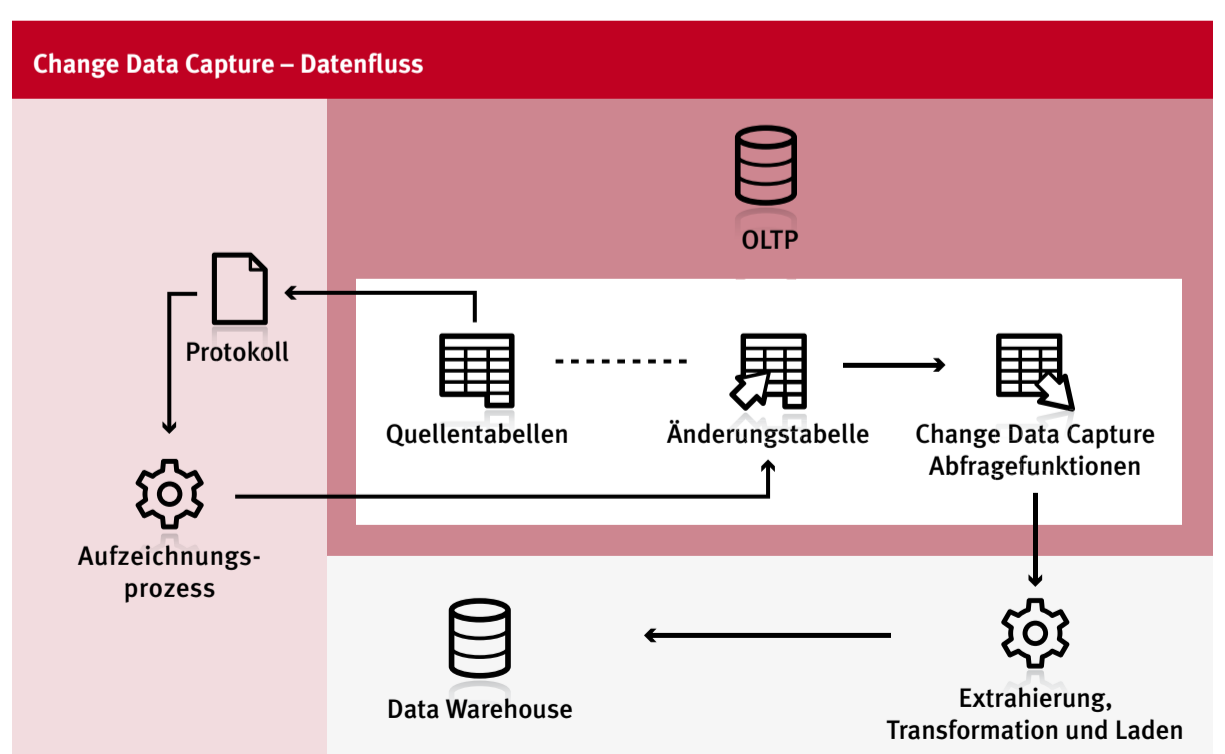 Change Data Capture – Datenfluss
OLTP
Protokoll
Quellentabellen
Änderungstabelle
Change Data Capture
Abfragefunktionen
Aufzeichnungs-
prozess
Data Warehouse
Extrahierung,
Transformation und Laden